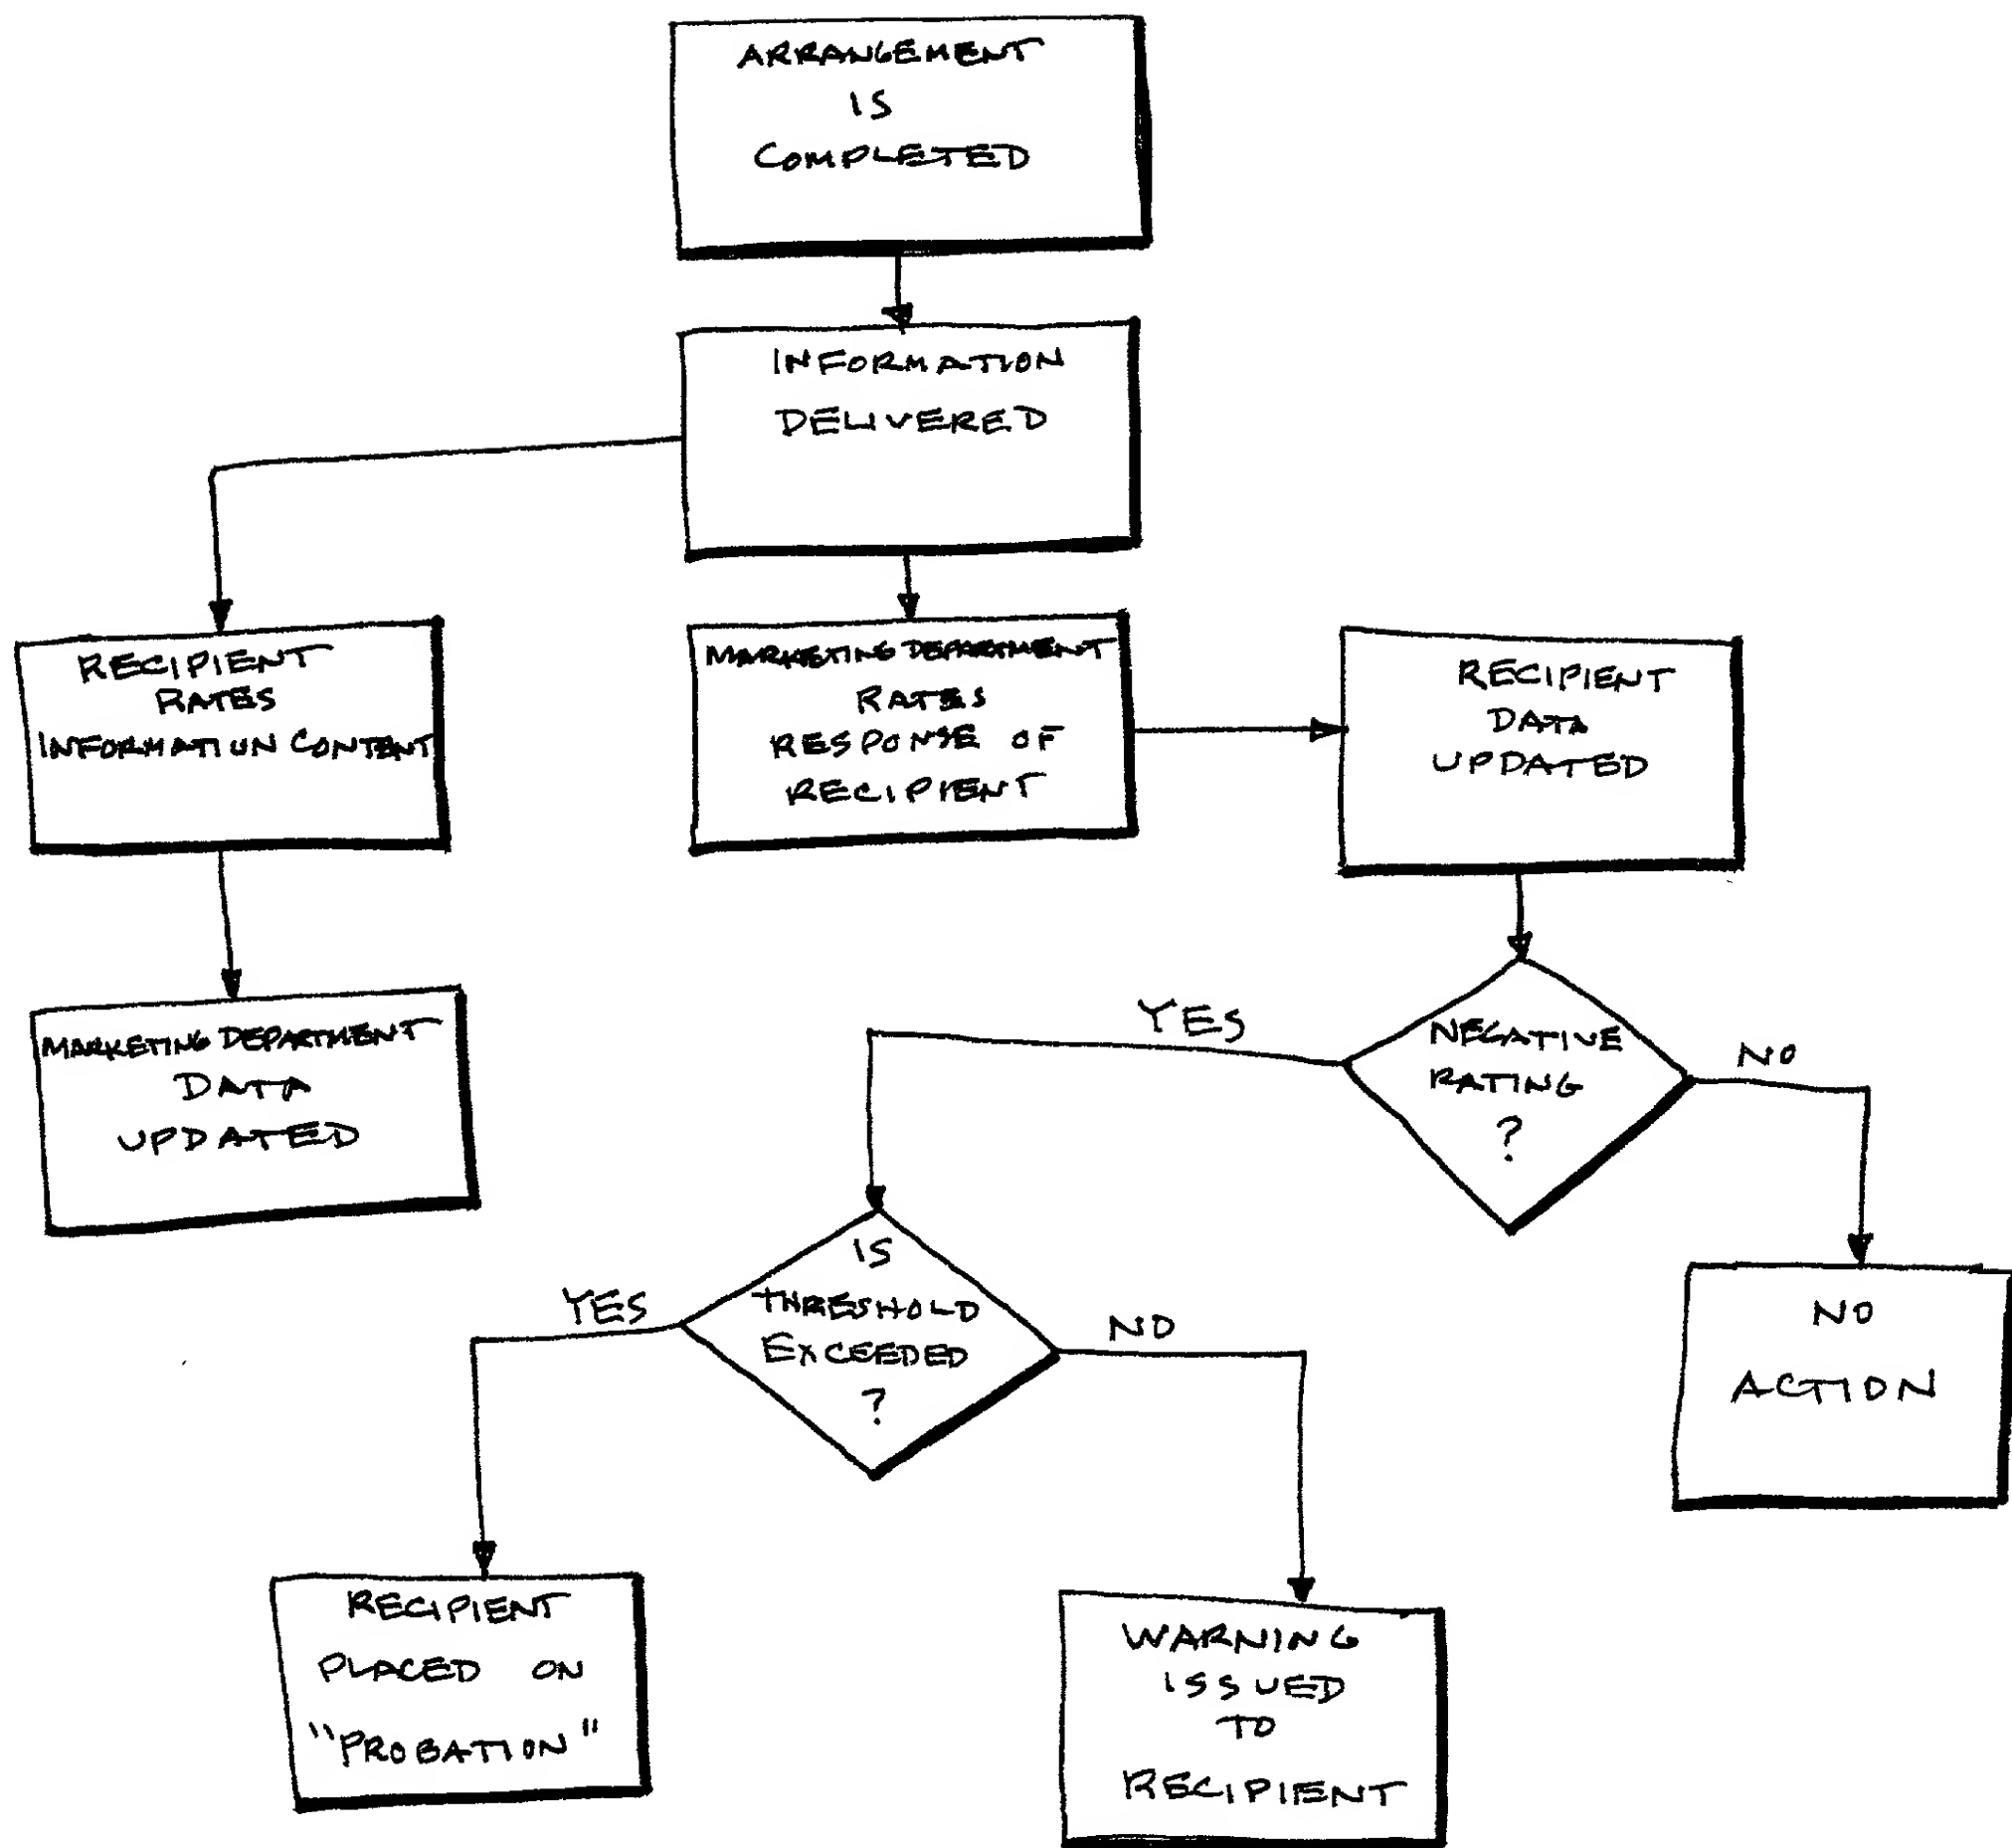 ARRANGEMENT
IS
COMPLETED
INFORMATION
DELIVERED
RECIPIENT
RATES
INFORMATION CONTENT
MARKETING DEPARTMENT
RATES
RESPONSE OF
RECIPIENT
RECIPIENT
DATA
UPDATED
MARKETING DEPARTMENT
DATA
UPDATED
YES
NEGATIVE
RATING
?
NO
YES
IS
THRESHOLD
EXCEEDED
?
NO
NO
ACTION
RECIPIENT
PLACED ON
"PROBATION"
WARNING
ISSUED
TO
RECIPIENT